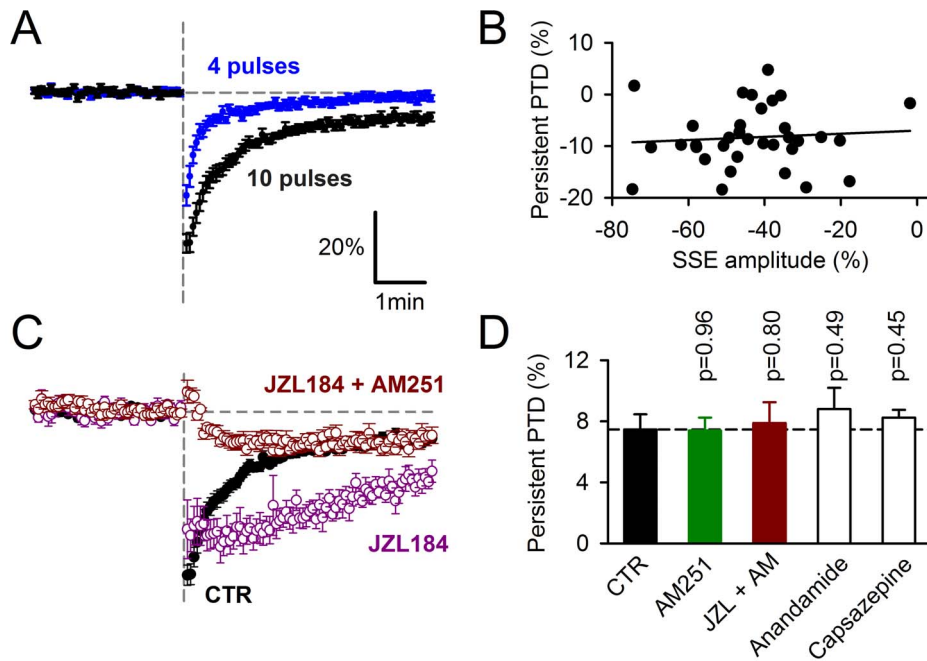 A
4 pulses
10 pulses
20%
1min
B
Persistent PTD (%)
10
0
-10
-20
-80
-60
-40
-20
0
SSE amplitude (%)
C
JZL184 + AM251
JZL184
CTR
D
p=0.96
p=0.80
p=0.49
p=0.45
Persistent PTD (%)
12
8
4
0
CTR
AM251
JZL + AM
Anandamide
Capsazepine